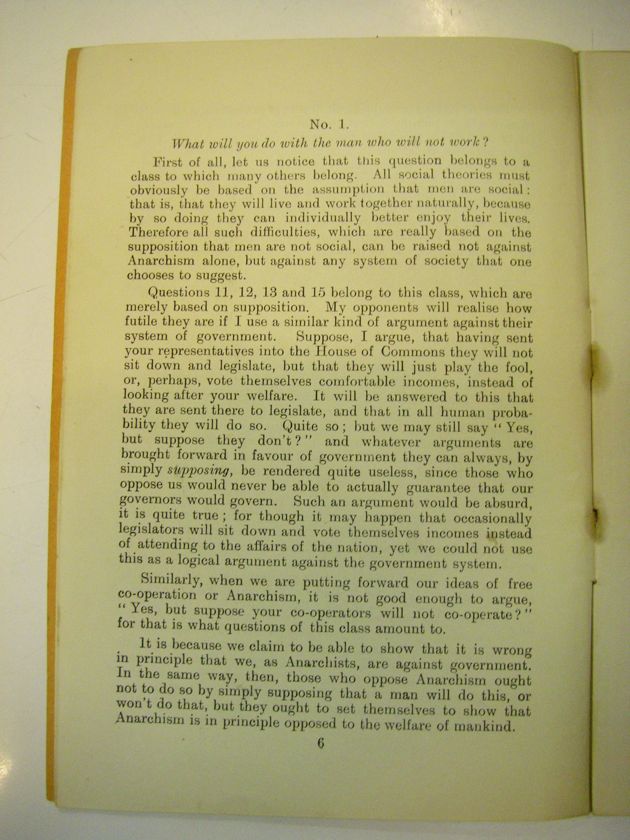 No. 1.
What will you do with the man who will not work?
First of all, let us notice that this question belongs to a
class to which many others belong. All social theories must
obviously be based on the assumption that men are social:
that is, that they will live and work together naturally, because
by so doing they can individually better enjoy their lives.
Therefore all such difficulties, which are really based on the
supposition that men are not social, can be raised not against
Anarchism alone, but against any system of society that one
chooses to suggest.
Questions 11, 12, 13 and 15 belong to this class, which are
merely based on supposition. My opponents will realise how
futile they are if I use a similar kind of argument against their
system of government. Suppose, I argue, that having sent
your representatives into the House of Commons they will not
sit down and legislate, but that they will just play the fool,
or, perhaps, vote themselves comfortable incomes, instead of
looking after your welfare. It will be answered to this that
they are sent there to legislate, and that in all human proba-
bility they will do so. Quite so; but we may still say "Yes,
but suppose they don't?" and whatever arguments are
brought forward in favour of government they can always, by
simply supposing, be rendered quite useless, since those who
oppose us would never be able to actually guarantee that our
governors would govern. Such an argument would be absurd,
it is quite true; for though it may happen that occasionally
legislators will sit down and vote themselves incomes instead
of attending to the affairs of the nation, yet we could not use
this as a logical argument against the government system.
Similarly, when we are putting forward our ideas of free
co-operation or Anarchism, it is not good enough to argue,
"Yes, but suppose your co-operators will not co-operate?"
for that is what questions of this class amount to.
It is because we claim to be able to show that it is wrong
in principle that we, as Anarchists, are against government.
In the same way, then, those who oppose Anarchism ought
not to do so by simply supposing that a man will do this, or
won't do that, but they ought to set themselves to show that
Anarchism is in principle opposed to the welfare of mankind.
6